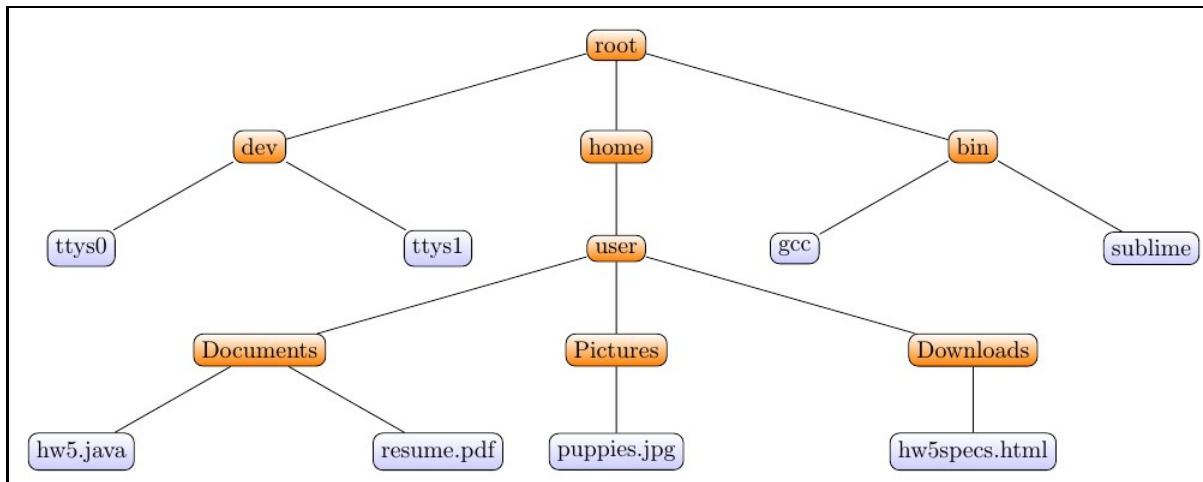 root
dev home bin
ttys0 ttys1 user gcc sublime
Documents Pictures Downloads
hw5.java resume.pdf puppies.jpg hw5specs.html